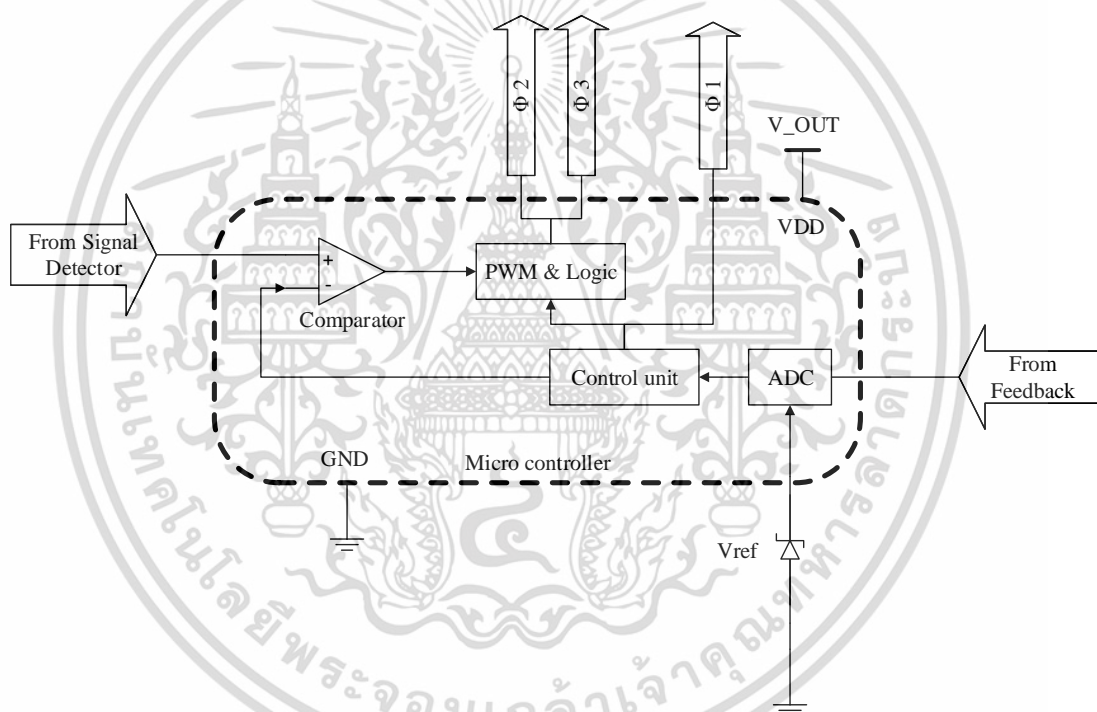 Φ 2
Φ 3
Φ 1
V_OUT
VDD
From Signal
Detector
+
-
Comparator
PWM & Logic
Control unit
ADC
From
Feedback
GND
Micro controller
Vref